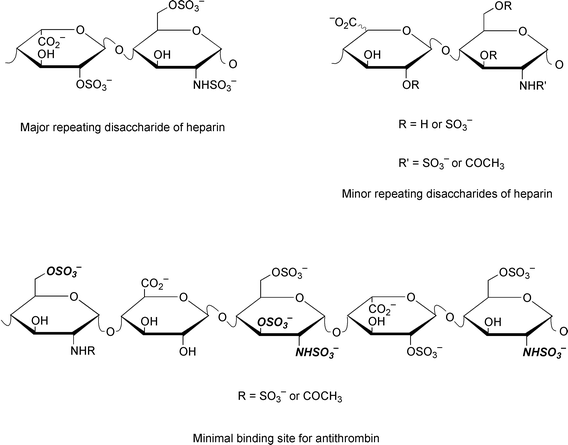 OSO₃⁻
CO₂⁻
OH
O
O
O
OH
OSO₃⁻
NHSO₃⁻
O
Major repeating disaccharide of heparin
⁻O₂C
OR
O
O
O
OH
OR
OR
NHR'
O
R = H or SO₃⁻
R' = SO₃⁻ or COCH₃
Minor repeating disaccharides of heparin
OSO₃⁻
O
OH
NHR
O
CO₂⁻
O
OH
OH
O
OSO₃⁻
O
OSO₃⁻
NHSO₃⁻
O
CO₂⁻
O
OH
OSO₃⁻
O
OSO₃⁻
O
OH
NHSO₃⁻
O
R = SO₃⁻ or COCH₃
Minimal binding site for antithrombin